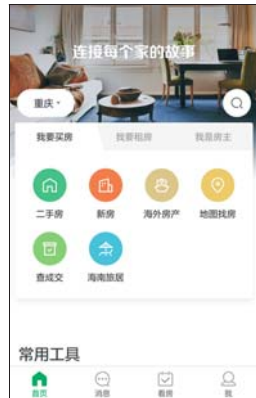 连接每个家的故事
重庆
我要买房 我要租房 我是房主
二手房 新房 海外房产 地图找房
查成交 海南旅居
常用工具
首页 消息 看房 我